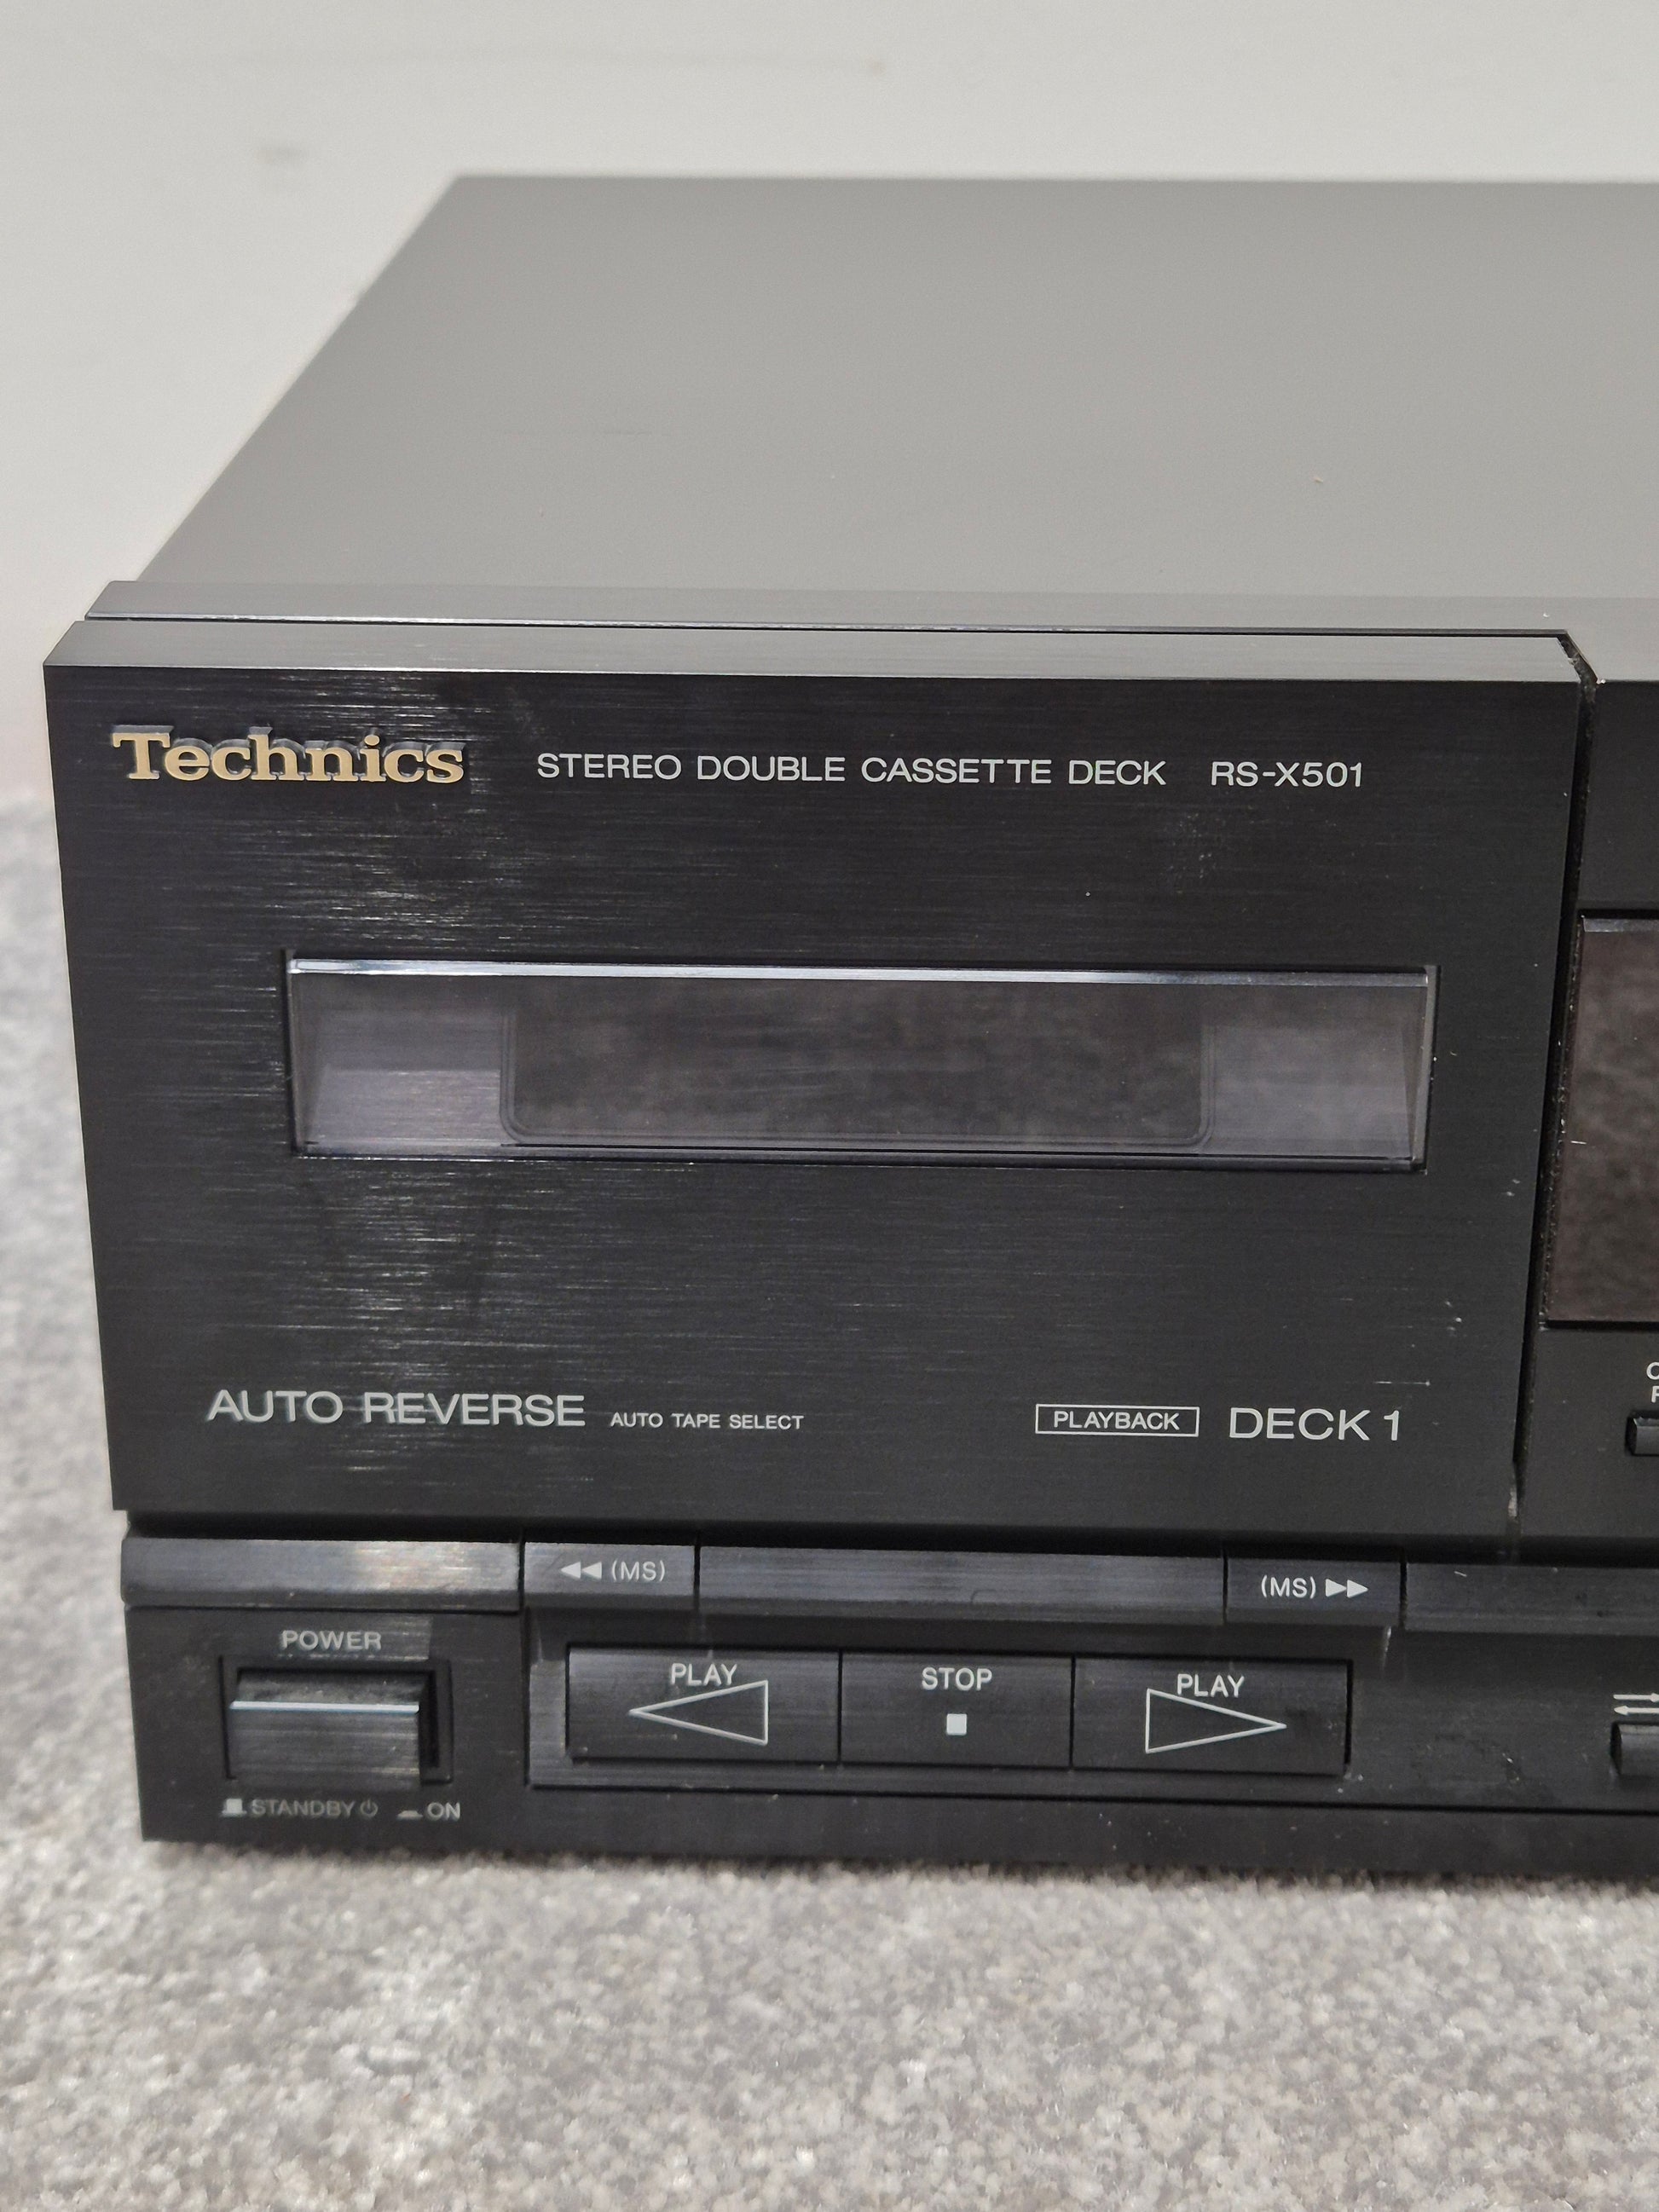 Technics STEREO DOUBLE CASSETTE DECK RS-X501
AUTO REVERSE AUTO TAPE SELECT PLAYBACK DECK 1
◀◀ (MS) (MS) ▶▶
POWER PLAY STOP PLAY
STANDBY ⏻ ON